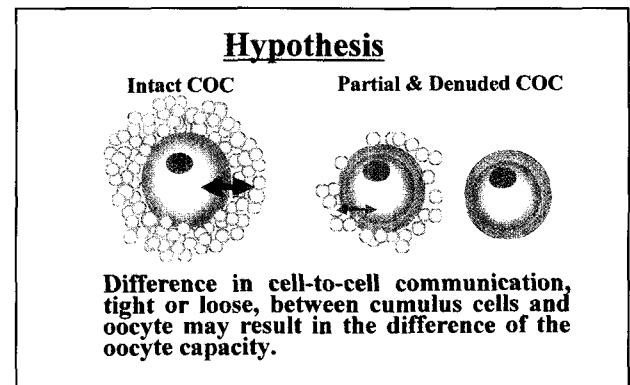 Hypothesis
Intact COC
Partial & Denuded COC
Difference in cell-to-cell communication,
tight or loose, between cumulus cells and
oocyte may result in the difference of the
oocyte capacity.